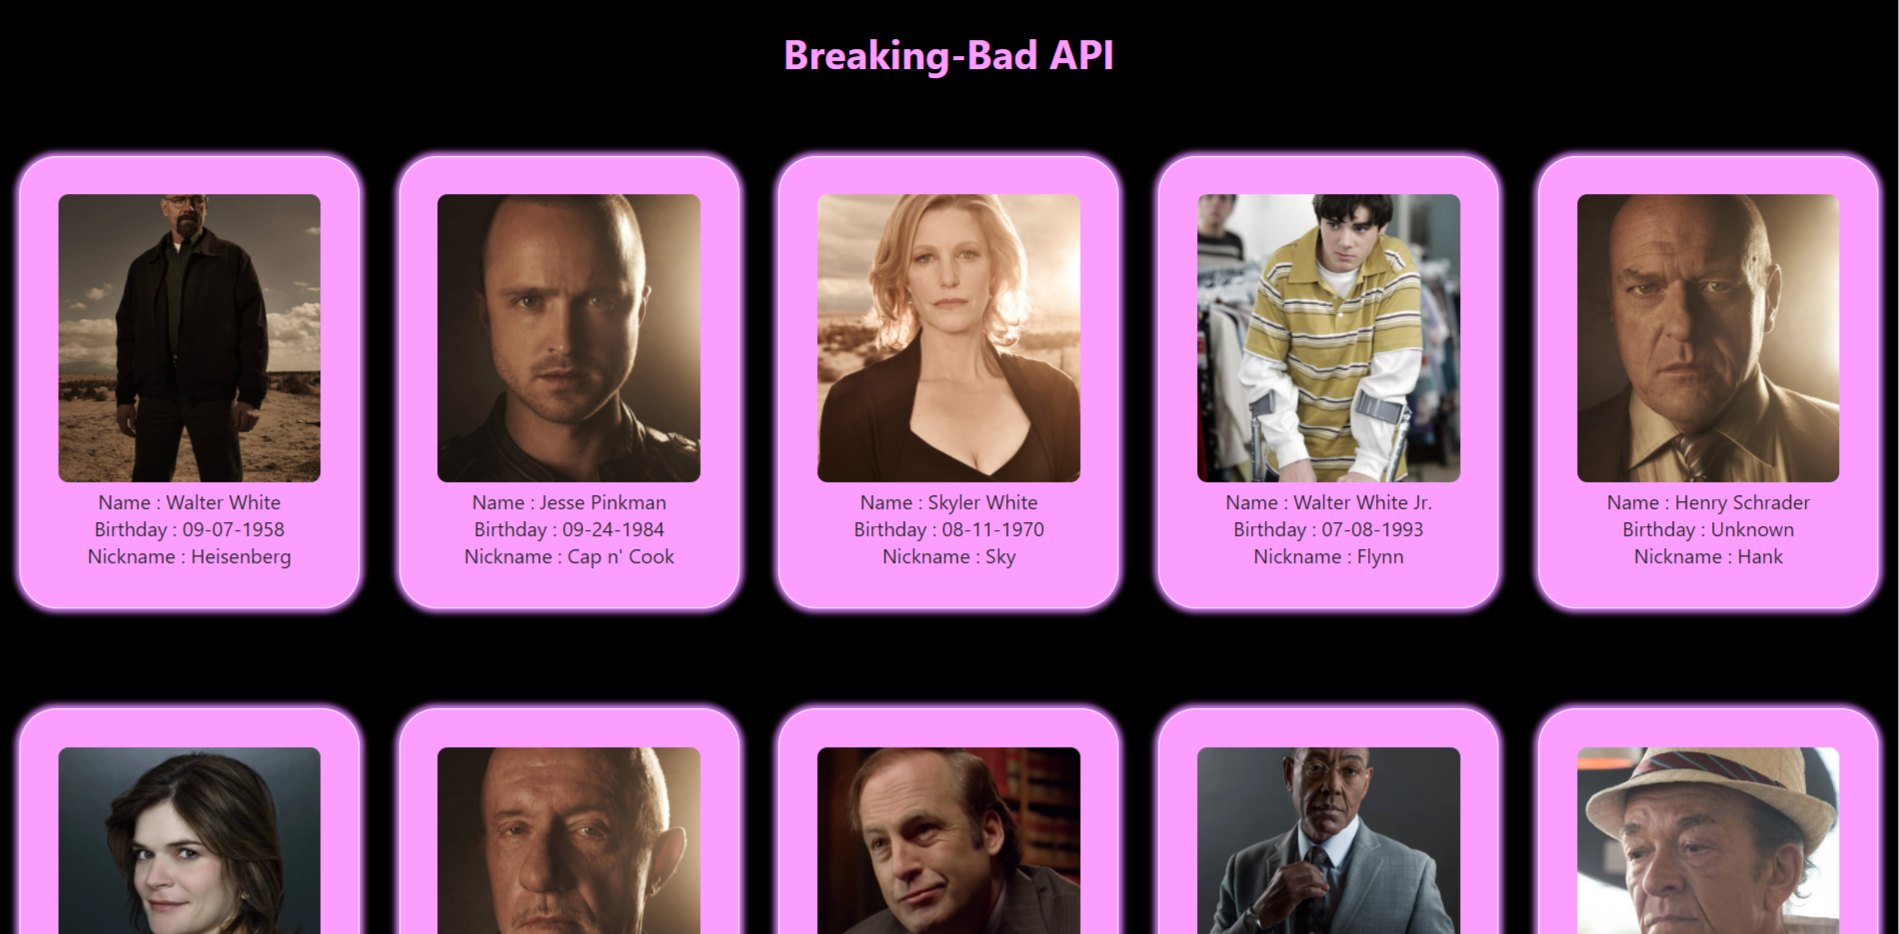 Breaking-Bad API
Name : Walter White
Birthday : 09-07-1958
Nickname : Heisenberg
Name : Jesse Pinkman
Birthday : 09-24-1984
Nickname : Cap n' Cook
Name : Skyler White
Birthday : 08-11-1970
Nickname : Sky
Name : Walter White Jr.
Birthday : 07-08-1993
Nickname : Flynn
Name : Henry Schrader
Birthday : Unknown
Nickname : Hank